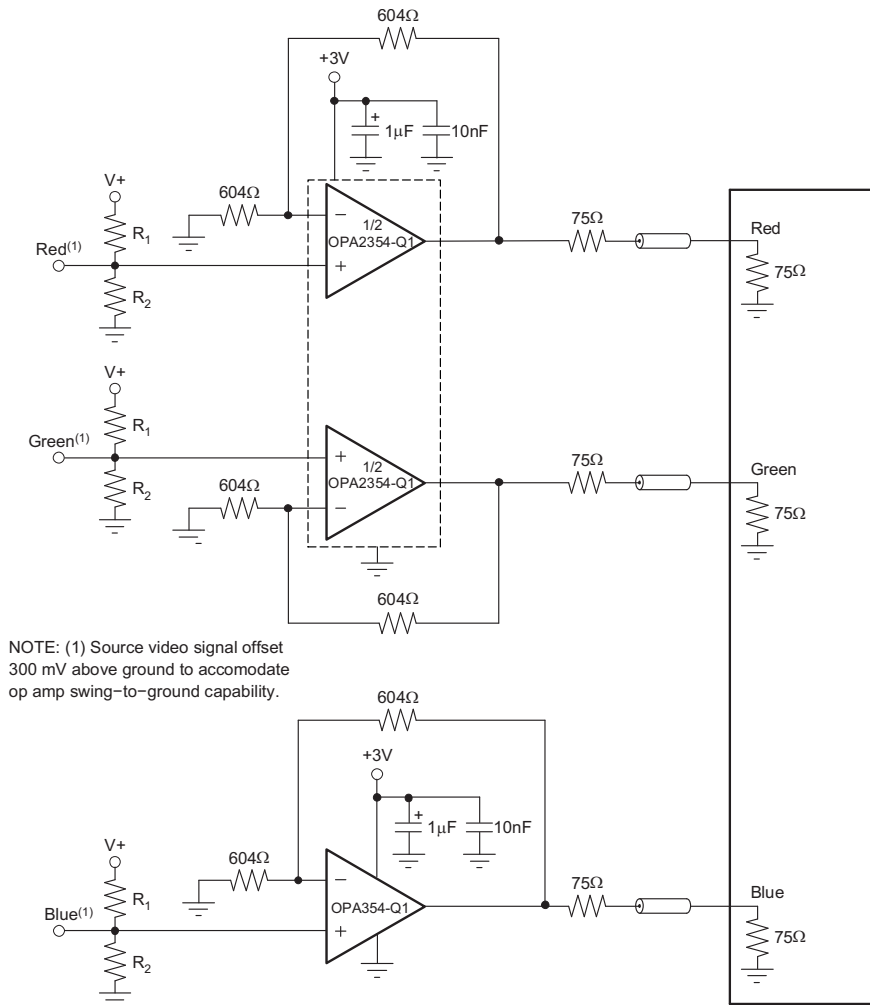 604Ω
+3V
+
1μF
10nF
V+
604Ω
R1
Red(1)
R2
−
1/2
OPA2354-Q1
+
75Ω
Red
75Ω
V+
R1
Green(1)
R2
+
1/2
OPA2354-Q1
−
604Ω
75Ω
Green
75Ω
604Ω
NOTE: (1) Source video signal offset
300 mV above ground to accomodate
op amp swing−to−ground capability.
604Ω
+3V
+
1μF
10nF
V+
604Ω
R1
Blue(1)
R2
−
OPA354-Q1
+
75Ω
Blue
75Ω